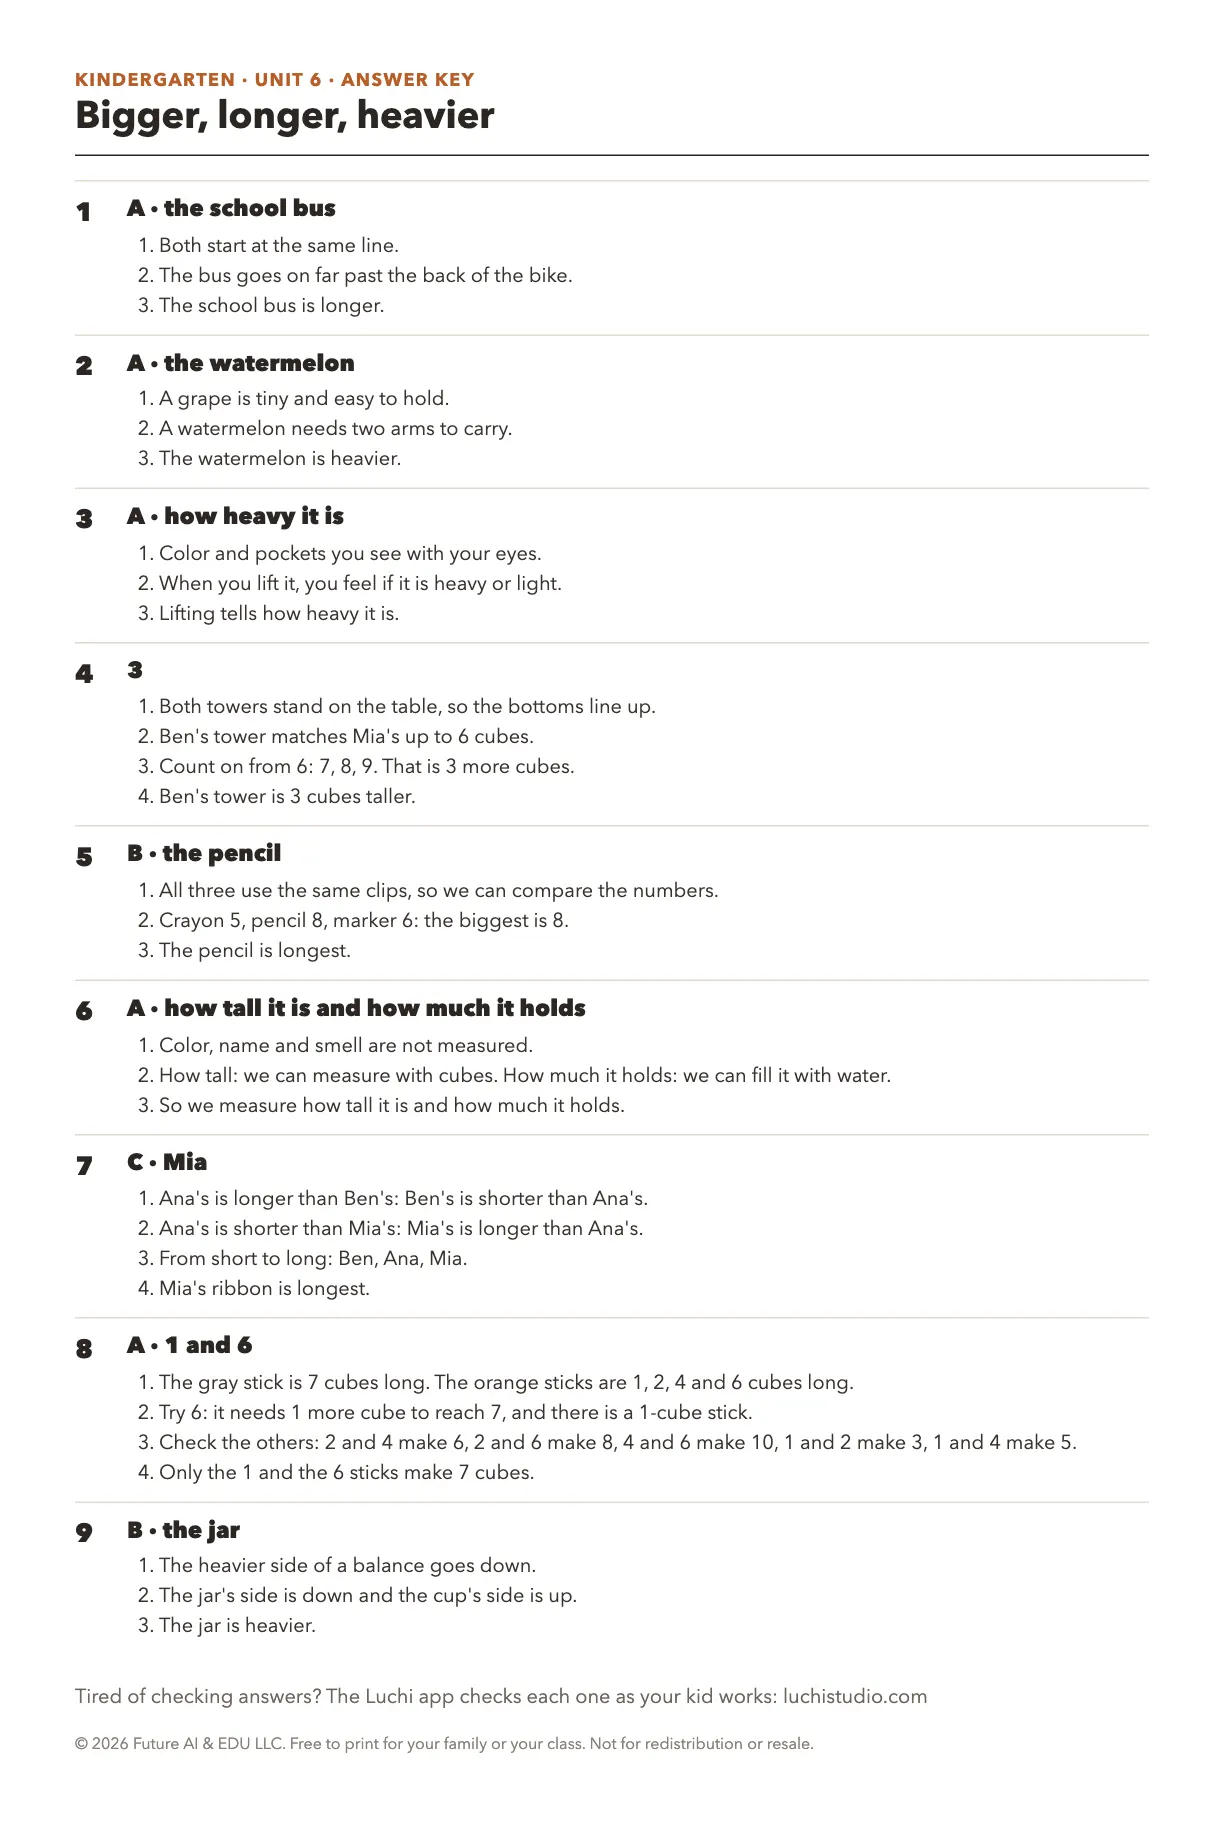 KINDERGARTEN · UNIT 6 · ANSWER KEY
Bigger, longer, heavier
1 A · the school bus
1. Both start at the same line.
2. The bus goes on far past the back of the bike.
3. The school bus is longer.
2 A · the watermelon
1. A grape is tiny and easy to hold.
2. A watermelon needs two arms to carry.
3. The watermelon is heavier.
3 A · how heavy it is
1. Color and pockets you see with your eyes.
2. When you lift it, you feel if it is heavy or light.
3. Lifting tells how heavy it is.
4 3
1. Both towers stand on the table, so the bottoms line up.
2. Ben's tower matches Mia's up to 6 cubes.
3. Count on from 6: 7, 8, 9. That is 3 more cubes.
4. Ben's tower is 3 cubes taller.
5 B · the pencil
1. All three use the same clips, so we can compare the numbers.
2. Crayon 5, pencil 8, marker 6: the biggest is 8.
3. The pencil is longest.
6 A · how tall it is and how much it holds
1. Color, name and smell are not measured.
2. How tall: we can measure with cubes. How much it holds: we can fill it with water.
3. So we measure how tall it is and how much it holds.
7 C · Mia
1. Ana's is longer than Ben's: Ben's is shorter than Ana's.
2. Ana's is shorter than Mia's: Mia's is longer than Ana's.
3. From short to long: Ben, Ana, Mia.
4. Mia's ribbon is longest.
8 A · 1 and 6
1. The gray stick is 7 cubes long. The orange sticks are 1, 2, 4 and 6 cubes long.
2. Try 6: it needs 1 more cube to reach 7, and there is a 1-cube stick.
3. Check the others: 2 and 4 make 6, 2 and 6 make 8, 4 and 6 make 10, 1 and 2 make 3, 1 and 4 make 5.
4. Only the 1 and the 6 sticks make 7 cubes.
9 B · the jar
1. The heavier side of a balance goes down.
2. The jar's side is down and the cup's side is up.
3. The jar is heavier.
Tired of checking answers? The Luchi app checks each one as your kid works: luchistudio.com
© 2026 Future AI & EDU LLC. Free to print for your family or your class. Not for redistribution or resale.